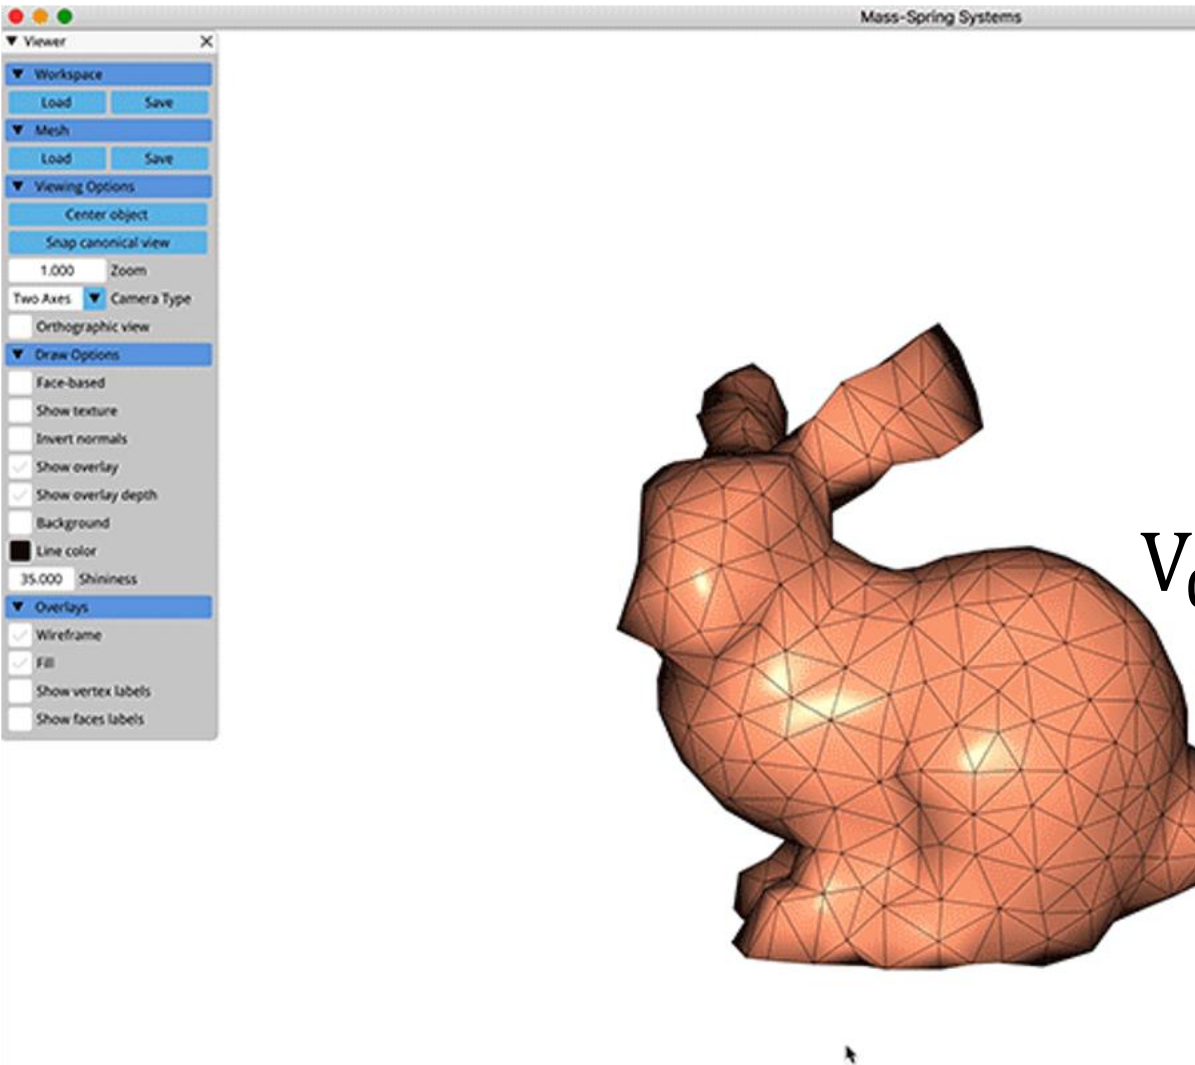 Mass-Spring Systems
Viewer
Workspace
Load Save
Mesh
Load Save
Viewing Options
Center object
Snap canonical view
1.000 Zoom
Two Axes Camera Type
Orthographic view
Draw Options
Face-based
Show texture
Invert normals
Show overlay
Show overlay depth
Background
Line color
35.000 Shininess
Overlays
Wireframe
Fill
Show vertex labels
Show faces labels
V